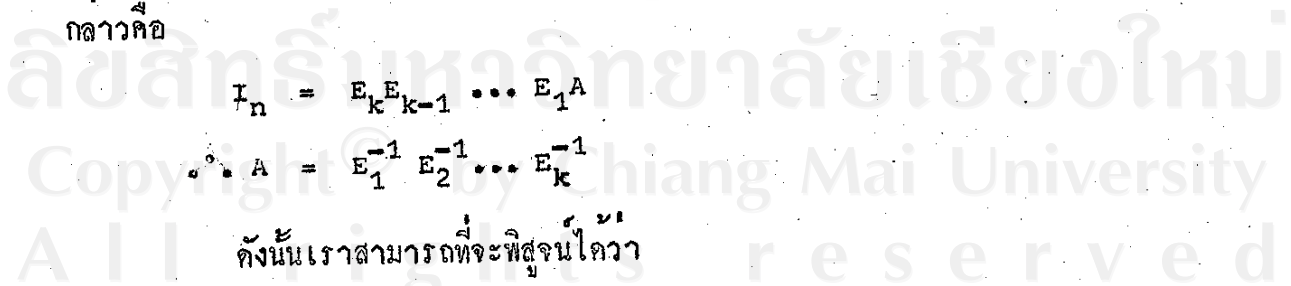 กล่าวคือ
ลิขสิทธิ์มหาวิทยาลัยเชียงใหม่
I_n = E_k E_{k-1} ••• E_1 A
Copyright © by Chiang Mai University
∴ A = E_1^{-1} E_2^{-1} ••• E_k^{-1}
ดังนั้นเราสามารถที่จะพิสูจน์ได้ว่า
All rights reserved